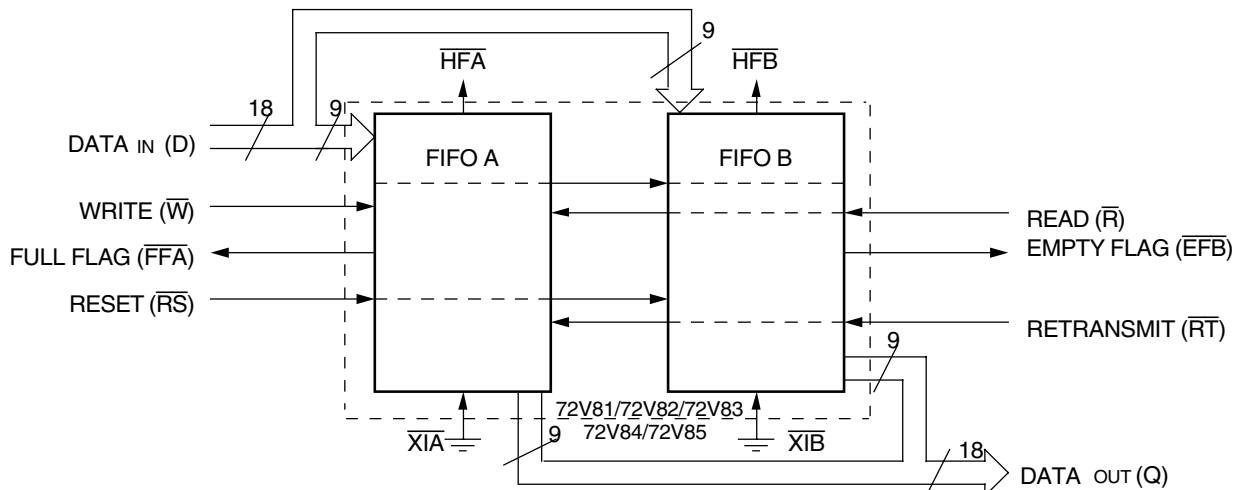 9
HFA HFB
18 9
DATA IN (D)
FIFO A FIFO B
WRITE (W)
READ (R)
FULL FLAG (FFA)
EMPTY FLAG (EFB)
RESET (RS)
RETRANSMIT (RT)
9
72V81/72V82/72V83
XIA 9 72V84/72V85 XIB
18
DATA OUT (Q)